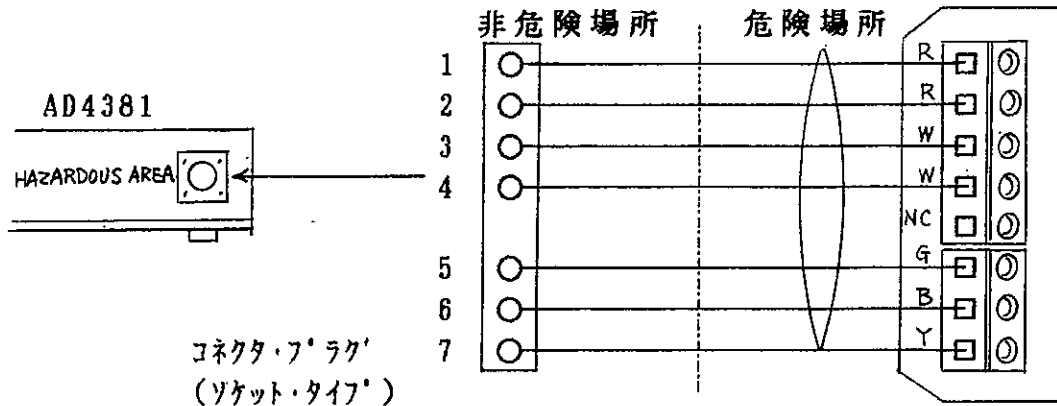 非危険場所
危険場所
AD4381
HAZARDOUS AREA
1
2
3
4
5
6
7
R
R
W
W
NC
G
B
Y
コネクタ・プラグ
(ソケット・タイプ)